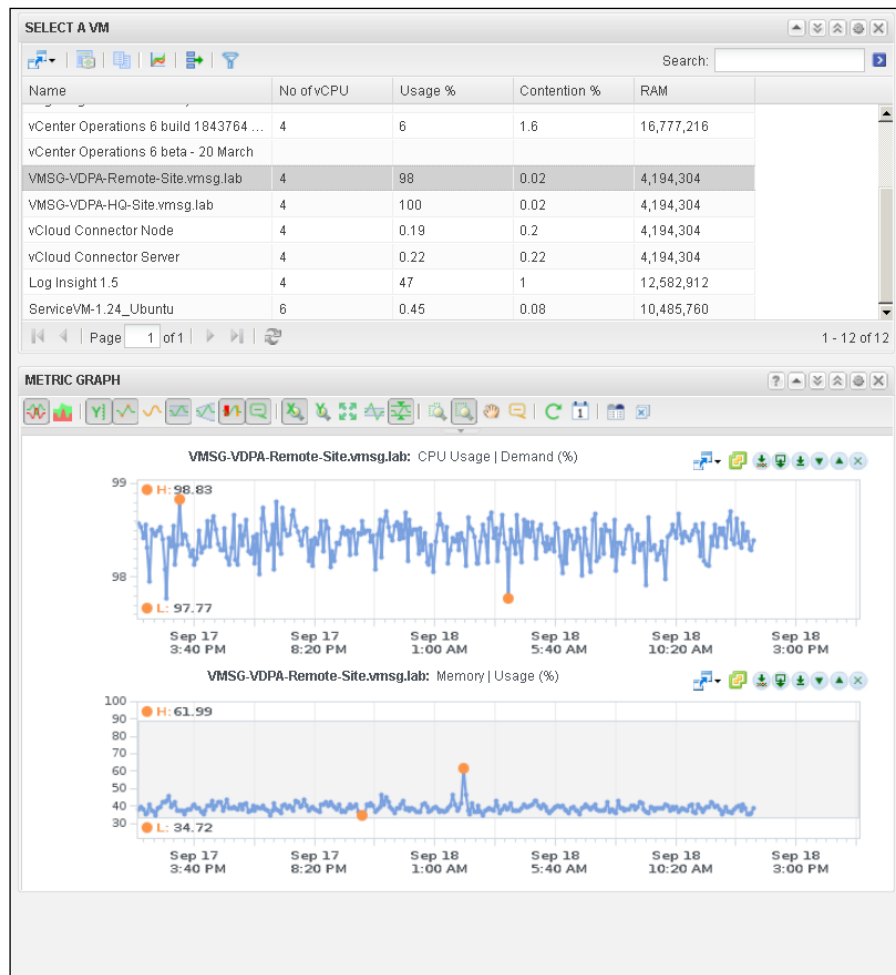 SELECT A VM
Search:
Name No of vCPU Usage % Contention % RAM
vCenter Operations 6 build 1843764 ... 4 6 1.6 16,777,216
vCenter Operations 6 beta - 20 March
VMSG-VDPA-Remote-Site.vmsg.lab 4 98 0.02 4,194,304
VMSG-VDPA-HQ-Site.vmsg.lab 4 100 0.02 4,194,304
vCloud Connector Node 4 0.19 0.2 4,194,304
vCloud Connector Server 4 0.22 0.22 4,194,304
Log Insight 1.5 4 47 1 12,582,912
ServiceVM-1.24_Ubuntu 6 0.45 0.08 10,485,760
Page 1 of 1 1 - 12 of 12
METRIC GRAPH
VMSG-VDPA-Remote-Site.vmsg.lab: CPU Usage | Demand (%)
99
H: 98.83
98
L: 97.77
Sep 17 Sep 17 Sep 18 Sep 18 Sep 18 Sep 18
3:40 PM 8:20 PM 1:00 AM 5:40 AM 10:20 AM 3:00 PM
VMSG-VDPA-Remote-Site.vmsg.lab: Memory | Usage (%)
100
90 H: 61.99
80
70
60
50
40
30 L: 34.72
Sep 17 Sep 17 Sep 18 Sep 18 Sep 18 Sep 18
3:40 PM 8:20 PM 1:00 AM 5:40 AM 10:20 AM 3:00 PM